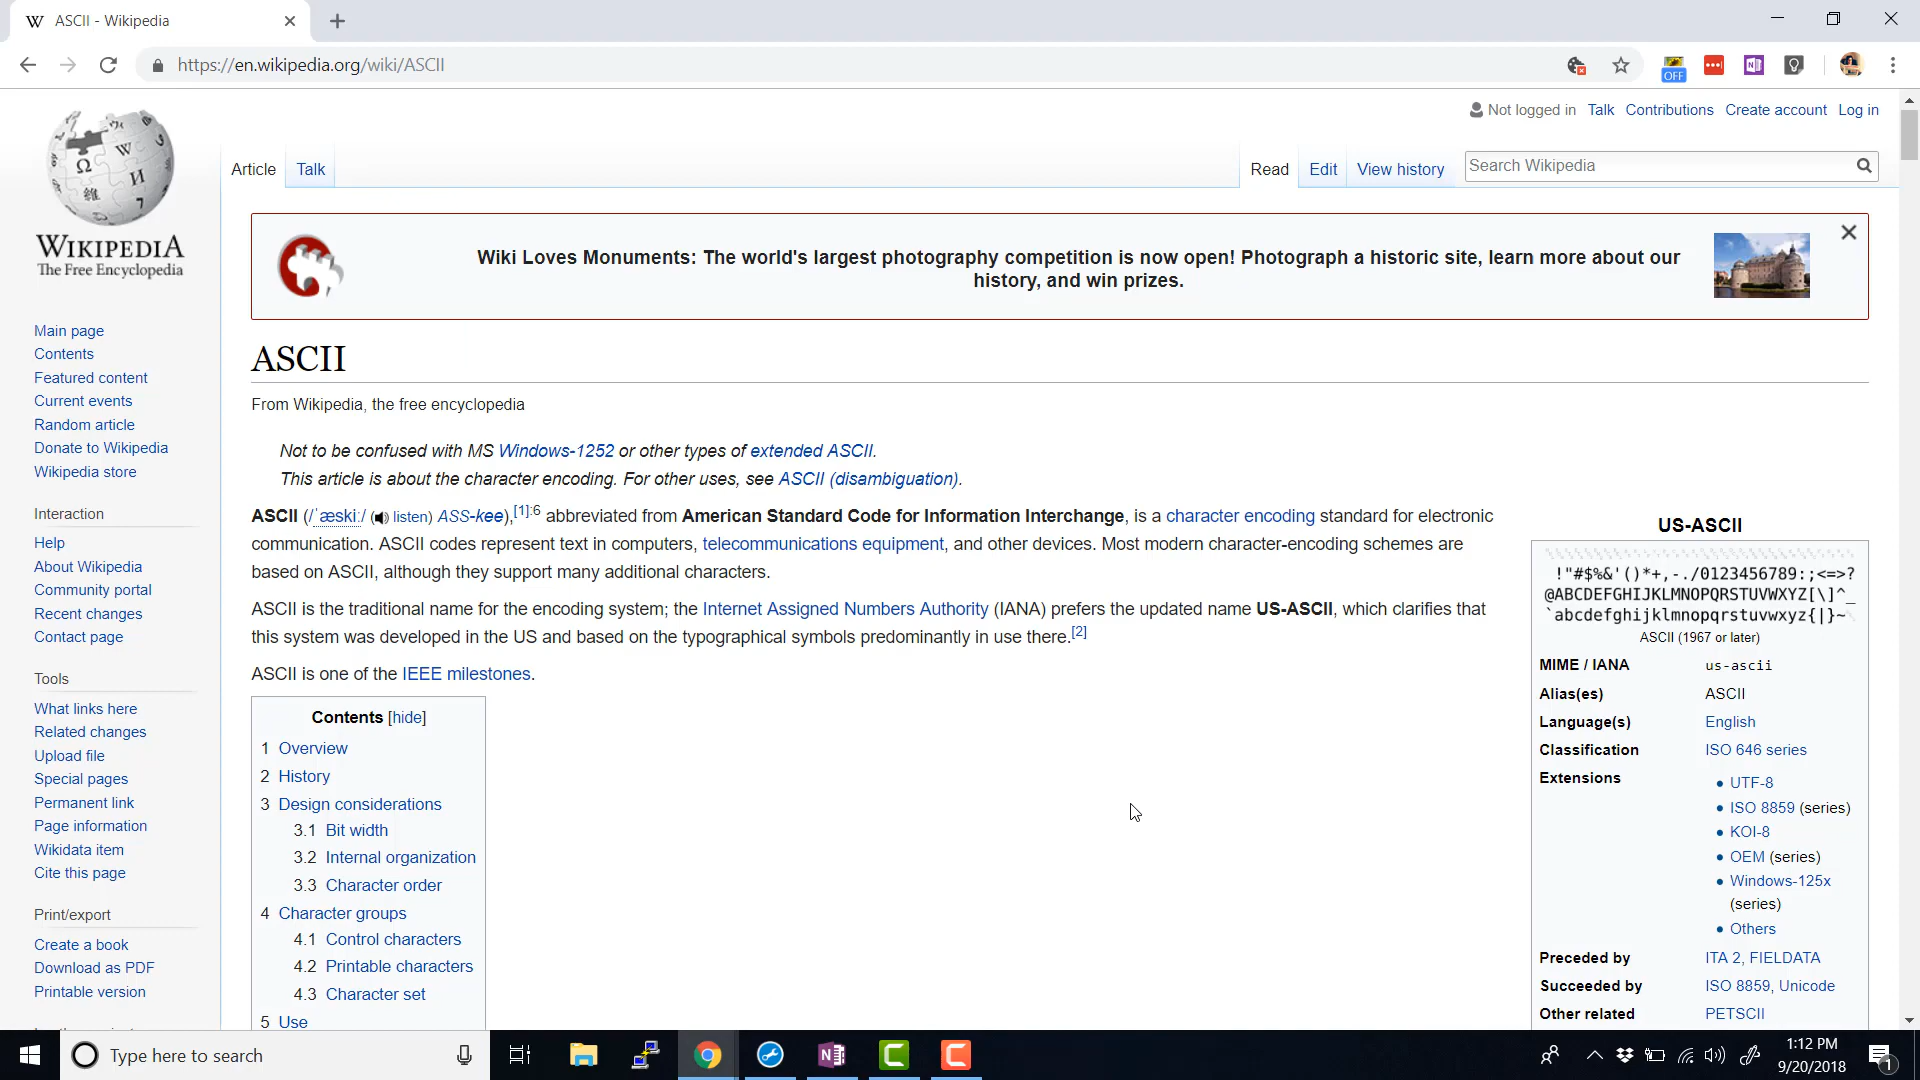 ASCII - Wikipedia
https://en.wikipedia.org/wiki/ASCII
OFF
Not logged in Talk Contributions Create account Log in
WIKIPEDIA
The Free Encyclopedia
Article Talk
Read Edit View history Search Wikipedia
Wiki Loves Monuments: The world's largest photography competition is now open! Photograph a historic site, learn more about our
history, and win prizes.
Main page
Contents
Featured content
Current events
Random article
Donate to Wikipedia
Wikipedia store
Interaction
Help
About Wikipedia
Community portal
Recent changes
Contact page
Tools
What links here
Related changes
Upload file
Special pages
Permanent link
Page information
Wikidata item
Cite this page
Print/export
Create a book
Download as PDF
Printable version
ASCII
From Wikipedia, the free encyclopedia
Not to be confused with MS Windows-1252 or other types of extended ASCII.
This article is about the character encoding. For other uses, see ASCII (disambiguation).
ASCII (/ˈæskiː/ (listen) ASS-kee),[1]:6 abbreviated from American Standard Code for Information Interchange, is a character encoding standard for electronic
communication. ASCII codes represent text in computers, telecommunications equipment, and other devices. Most modern character-encoding schemes are
based on ASCII, although they support many additional characters.
ASCII is the traditional name for the encoding system; the Internet Assigned Numbers Authority (IANA) prefers the updated name US-ASCII, which clarifies that
this system was developed in the US and based on the typographical symbols predominantly in use there.[2]
ASCII is one of the IEEE milestones.
Contents [hide]
1 Overview
2 History
3 Design considerations
3.1 Bit width
3.2 Internal organization
3.3 Character order
4 Character groups
4.1 Control characters
4.2 Printable characters
4.3 Character set
5 Use
US-ASCII
!"#$%&'()*+,-./0123456789:;<=>?
@ABCDEFGHIJKLMNOPQRSTUVWXYZ[\]^_
`abcdefghijklmnopqrstuvwxyz{|}~
ASCII (1967 or later)
MIME / IANA us-ascii
Alias(es) ASCII
Language(s) English
Classification ISO 646 series
Extensions
• UTF-8
• ISO 8859 (series)
• KOI-8
• OEM (series)
• Windows-125x
(series)
• Others
Preceded by ITA 2, FIELDATA
Succeeded by ISO 8859, Unicode
Other related PETSCII
Type here to search
1:12 PM
9/20/2018
1